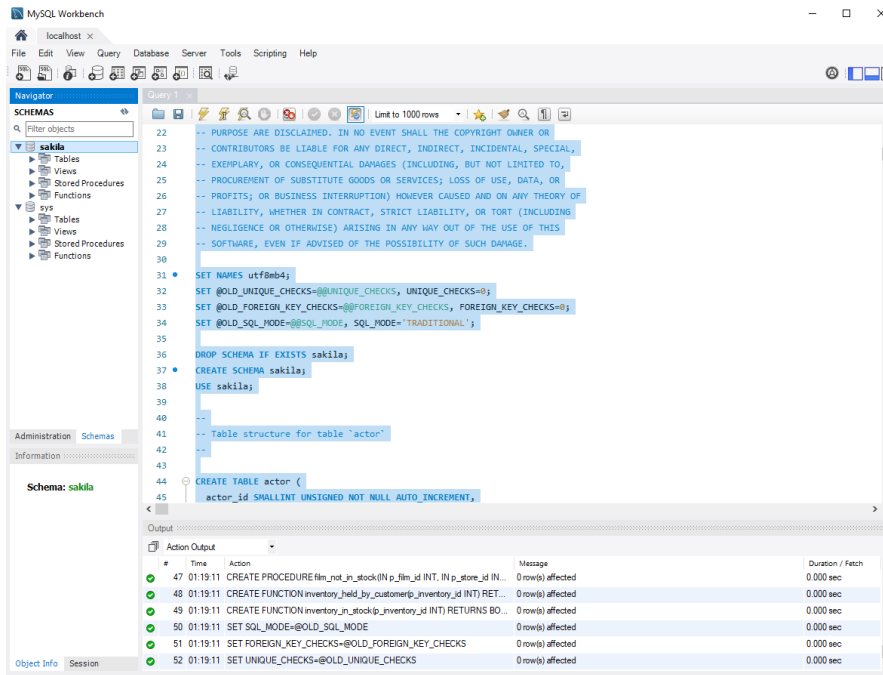 MySQL Workbench
localhost
File Edit View Query Database Server Tools Scripting Help
Navigator
SCHEMAS
Filter objects
sakila
Tables
Views
Stored Procedures
Functions
sys
Tables
Views
Stored Procedures
Functions
Administration Schemas
Information
Schema: sakila
Object Info Session
Query 1
Limit to 1000 rows
22 -- PURPOSE ARE DISCLAIMED. IN NO EVENT SHALL THE COPYRIGHT OWNER OR
23 -- CONTRIBUTORS BE LIABLE FOR ANY DIRECT, INDIRECT, INCIDENTAL, SPECIAL,
24 -- EXEMPLARY, OR CONSEQUENTIAL DAMAGES (INCLUDING, BUT NOT LIMITED TO,
25 -- PROCUREMENT OF SUBSTITUTE GOODS OR SERVICES; LOSS OF USE, DATA, OR
26 -- PROFITS; OR BUSINESS INTERRUPTION) HOWEVER CAUSED AND ON ANY THEORY OF
27 -- LIABILITY, WHETHER IN CONTRACT, STRICT LIABILITY, OR TORT (INCLUDING
28 -- NEGLIGENCE OR OTHERWISE) ARISING IN ANY WAY OUT OF THE USE OF THIS
29 -- SOFTWARE, EVEN IF ADVISED OF THE POSSIBILITY OF SUCH DAMAGE.
30
31 SET NAMES utf8mb4;
32 SET @OLD_UNIQUE_CHECKS=@@UNIQUE_CHECKS, UNIQUE_CHECKS=0;
33 SET @OLD_FOREIGN_KEY_CHECKS=@@FOREIGN_KEY_CHECKS, FOREIGN_KEY_CHECKS=0;
34 SET @OLD_SQL_MODE=@@SQL_MODE, SQL_MODE='TRADITIONAL';
35
36 DROP SCHEMA IF EXISTS sakila;
37 CREATE SCHEMA sakila;
38 USE sakila;
39
40 --
41 -- Table structure for table `actor`
42 --
43
44 CREATE TABLE actor (
45 actor_id SMALLINT UNSIGNED NOT NULL AUTO_INCREMENT,
Output
Action Output
# Time Action Message Duration / Fetch
47 01:19:11 CREATE PROCEDURE film_not_in_stock(IN p_film_id INT, IN p_store_id IN... 0 row(s) affected 0.000 sec
48 01:19:11 CREATE FUNCTION inventory_held_by_customer(p_inventory_id INT) RET... 0 row(s) affected 0.000 sec
49 01:19:11 CREATE FUNCTION inventory_in_stock(p_inventory_id INT) RETURNS BO... 0 row(s) affected 0.000 sec
50 01:19:11 SET SQL_MODE=@OLD_SQL_MODE 0 row(s) affected 0.000 sec
51 01:19:11 SET FOREIGN_KEY_CHECKS=@OLD_FOREIGN_KEY_CHECKS 0 row(s) affected 0.000 sec
52 01:19:11 SET UNIQUE_CHECKS=@OLD_UNIQUE_CHECKS 0 row(s) affected 0.000 sec